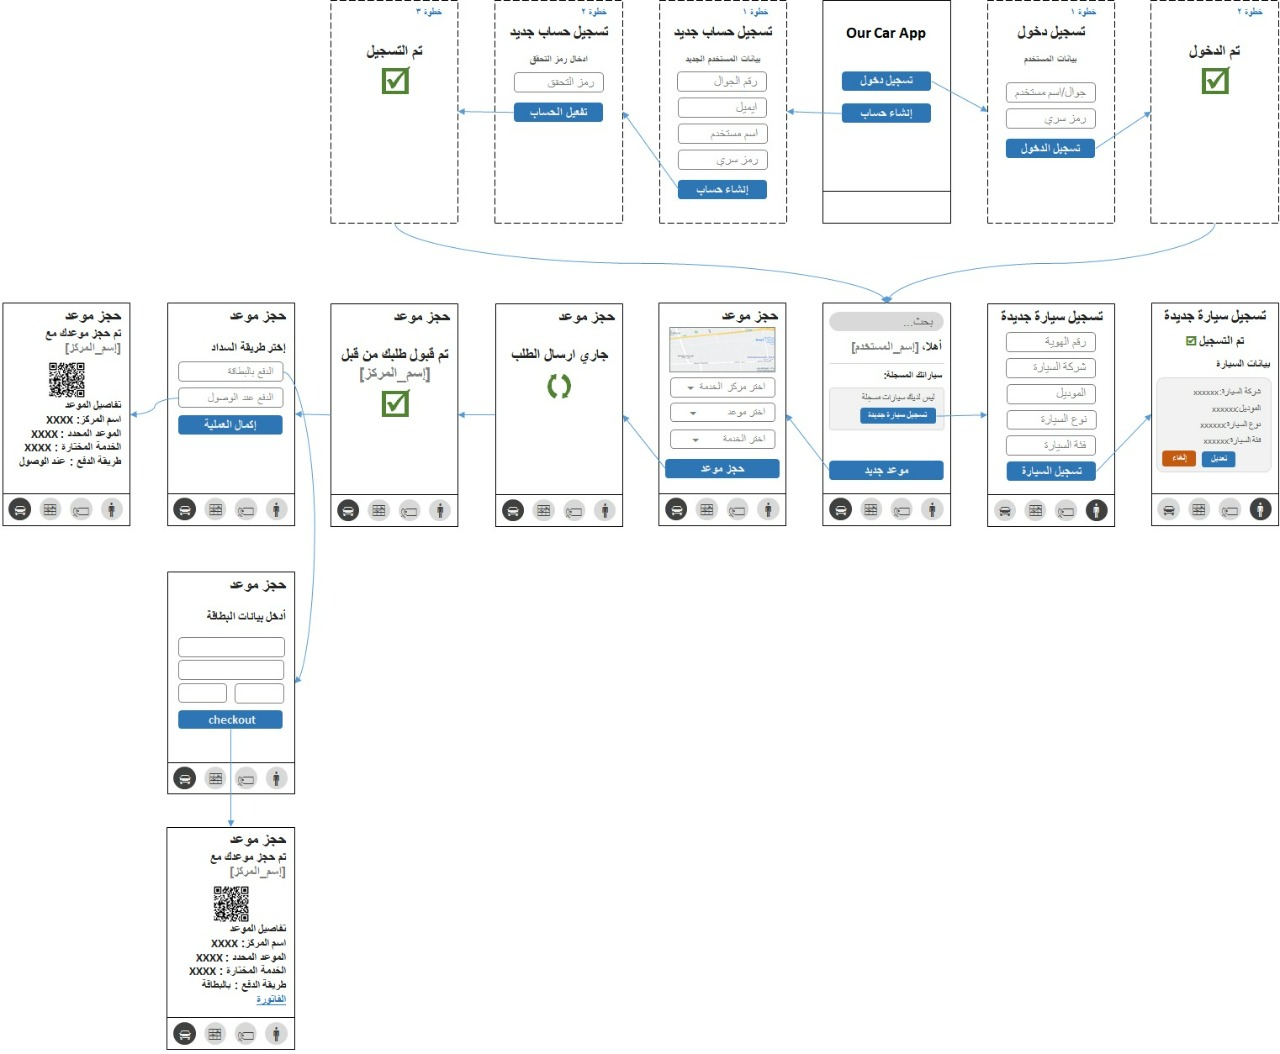 Our Car App
تسجيل دخول
إنشاء حساب
خطوة ١
تسجيل دخول
بيانات المستخدم
جوال/اسم مستخدم
رمز سري
تسجيل الدخول
خطوة ٢
تم الدخول
خطوة ١
تسجيل حساب جديد
بيانات المستخدم الجديد
رقم الجوال
ايميل
اسم مستخدم
رمز سري
إنشاء حساب
خطوة ٢
تسجيل حساب جديد
ادخال رمز التحقق
رمز التحقق
تفعيل الحساب
خطوة ٣
تم التسجيل
بحث...
أهلا، [إسم_المستخدم]
سياراتك المسجلة:
ليس لديك سيارات مسجلة
تسجيل سيارة جديدة
موعد جديد
تسجيل سيارة جديدة
رقم الهوية
شركة السيارة
الموديل
نوع السيارة
فئة السيارة
تسجيل السيارة
تسجيل سيارة جديدة
تم التسجيل
بيانات السيارة
شركة السيارة:xxxxxx
الموديل:xxxxxx
نوع السيارة:xxxxxx
فئة السيارة:xxxxxx
تعديل
إلغاء
حجز موعد
اختر مركز الخدمة
اختر موعد
اختر الخدمة
حجز موعد
حجز موعد
جاري ارسال الطلب
حجز موعد
تم قبول طلبك من قبل
[إسم_المركز]
حجز موعد
إختر طريقة السداد
الدفع بالبطاقة
الدفع عند الوصول
إكمال العملية
حجز موعد
تم حجز موعدك مع
[إسم_المركز]
تفاصيل الموعد
اسم المركز: XXXX
الموعد المحدد : XXXX
الخدمة المختارة : XXXX
طريقة الدفع : عند الوصول
حجز موعد
أدخل بيانات البطاقة
checkout
حجز موعد
تم حجز موعدك مع
[إسم_المركز]
تفاصيل الموعد
اسم المركز: XXXX
الموعد المحدد : XXXX
الخدمة المختارة : XXXX
طريقة الدفع : بالبطاقة
الفاتورة